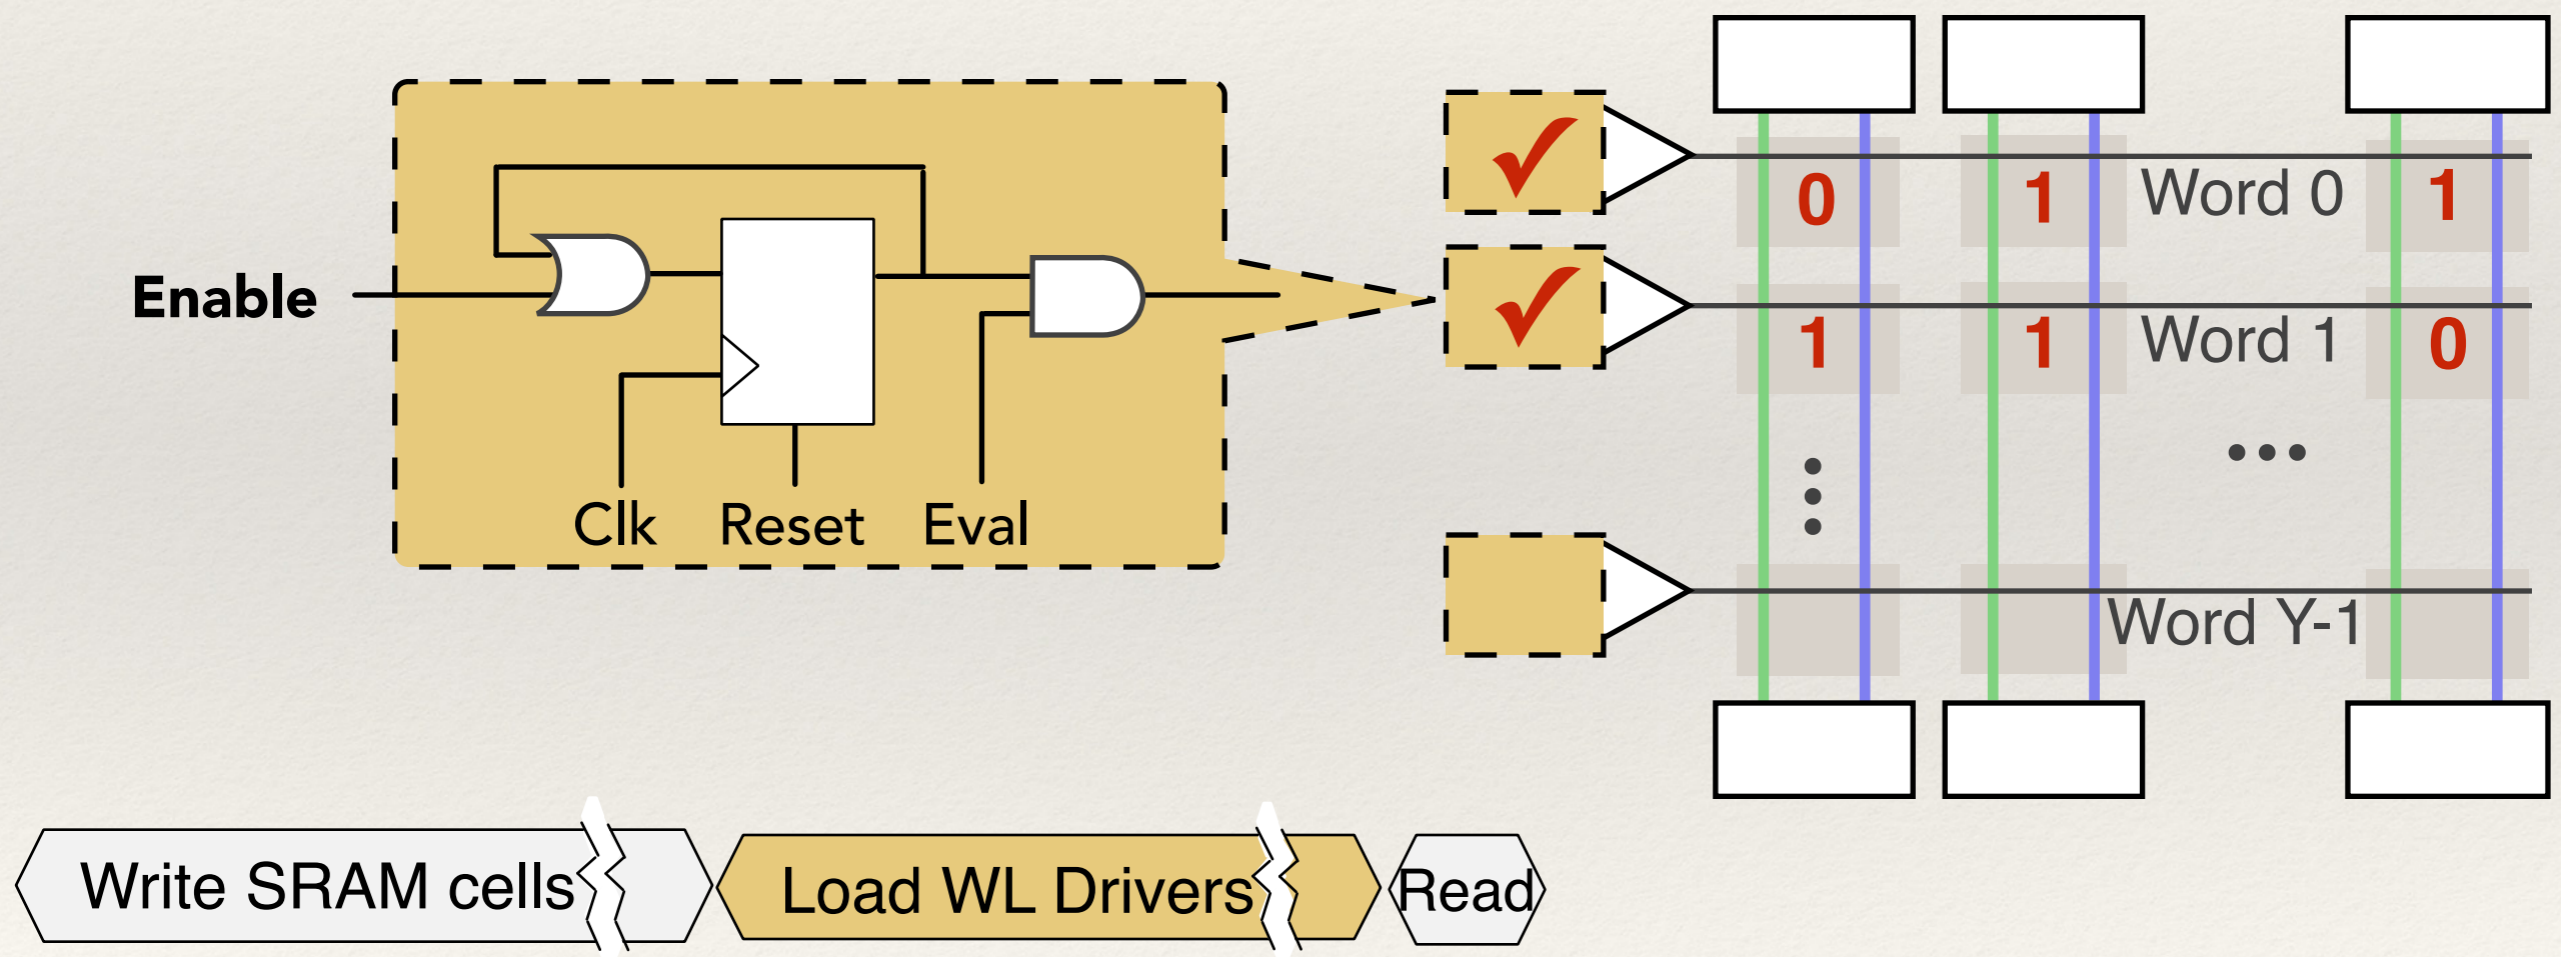 0 1 Word 0 1
Enable
1 1 Word 1 0
Clk Reset Eval
Word Y-1
Write SRAM cells Load WL Drivers Read